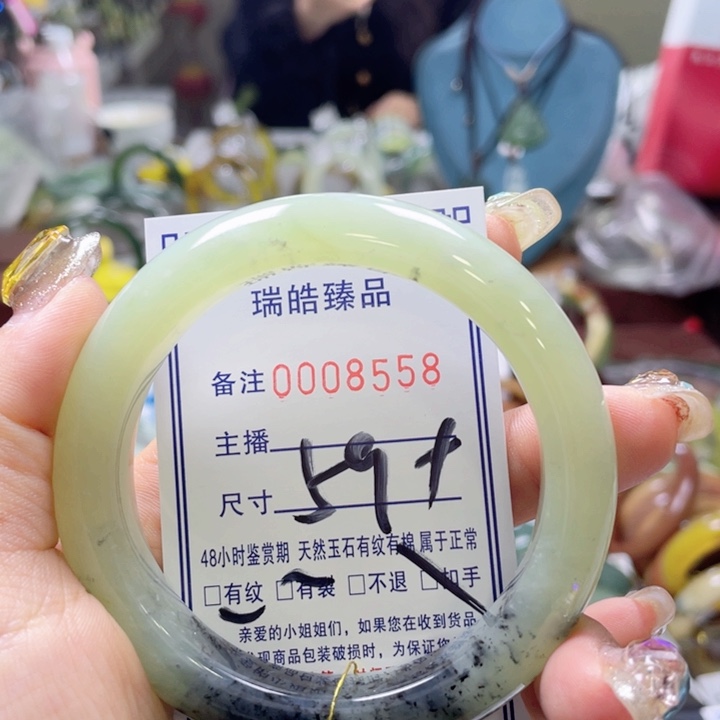 瑞皓臻品
备注 0008558
主播
尺寸 59+
48小时鉴赏期 天然玉石有纹有棉属于正常
□有纹 □有裂 □不退 □扣手
亲爱的小姐姐们，如果您在收到货品
发现商品包装破损时，为保证您